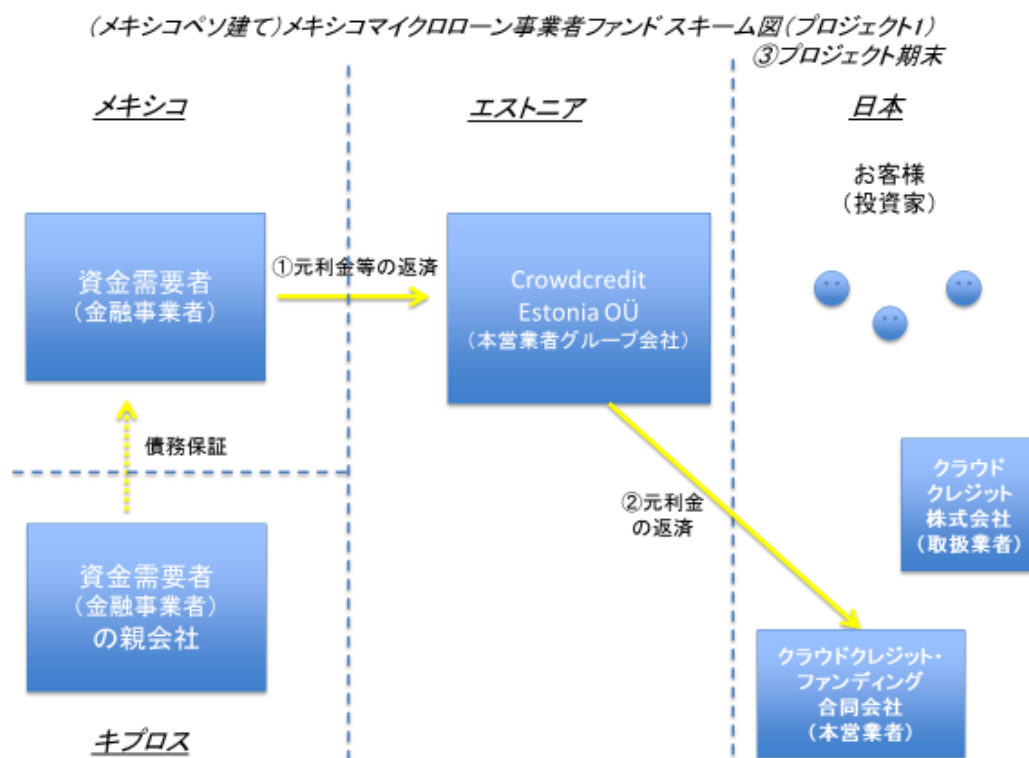 (メキシコペソ建て)メキシコマイクロローン事業者ファンド スキーム図(プロジェクト1)
③プロジェクト期末
メキシコ
エストニア
日本
お客様
(投資家)
資金需要者
(金融事業者)
①元利金等の返済
Crowdcredit
Estonia OÜ
(本営業者グループ会社)
債務保証
クラウド
クレジット
株式会社
(取扱業者)
②元利金
の返済
資金需要者
(金融事業者)
の親会社
クラウドクレジット・
ファンディング
合同会社
(本営業者)
キプロス